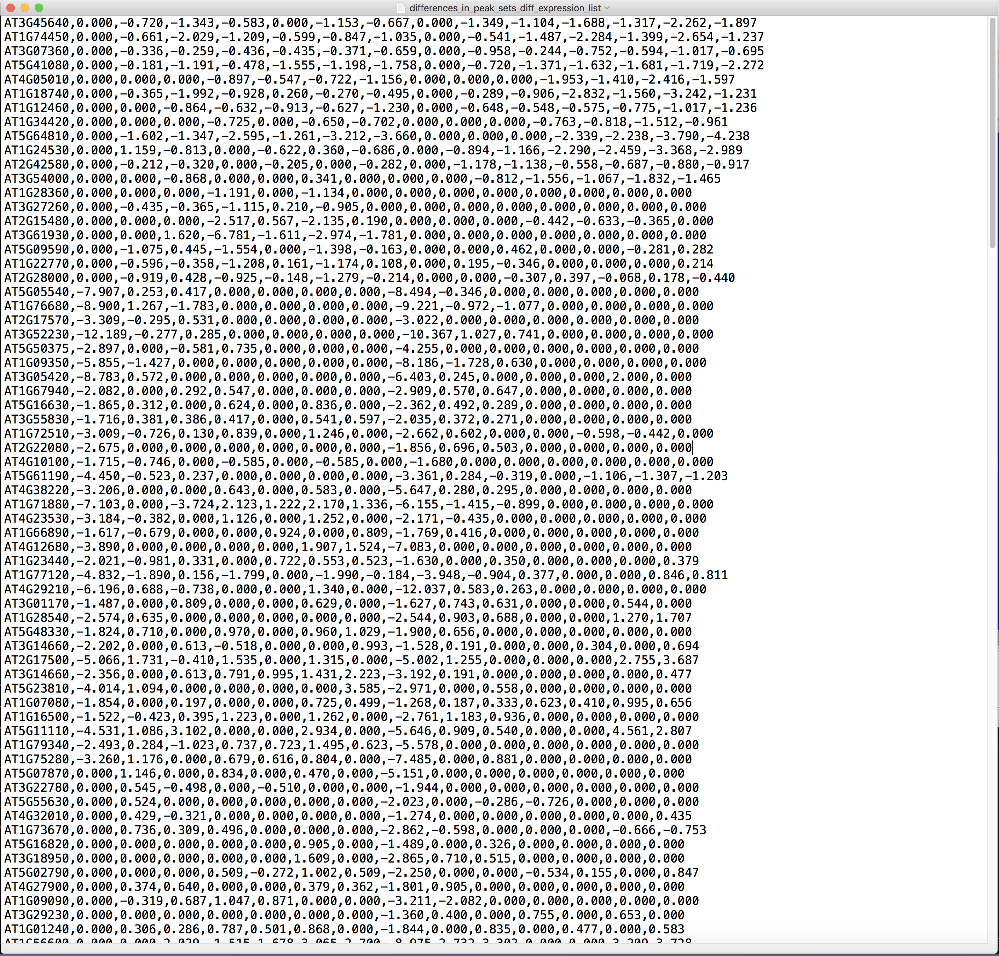 differences_in_peak_sets_diff_expression_list
AT3G45640,0.000,−0.720,−1.343,−0.583,0.000,−1.153,−0.667,0.000,−1.349,−1.104,−1.688,−1.317,−2.262,−1.897
AT1G74450,0.000,−0.661,−2.029,−1.209,−0.599,−0.847,−1.035,0.000,−0.541,−1.487,−2.284,−1.399,−2.654,−1.237
AT3G07360,0.000,−0.336,−0.259,−0.436,−0.435,−0.371,−0.659,0.000,−0.958,−0.244,−0.752,−0.594,−1.017,−0.695
AT5G41080,0.000,−0.181,−1.191,−0.478,−1.555,−1.198,−1.758,0.000,−0.720,−1.371,−1.632,−1.681,−1.719,−2.272
AT4G05010,0.000,0.000,0.000,−0.897,−0.547,−0.722,−1.156,0.000,0.000,0.000,−1.953,−1.410,−2.416,−1.597
AT1G18740,0.000,−0.365,−1.992,−0.928,0.260,−0.270,−0.495,0.000,−0.289,−0.906,−2.832,−1.560,−3.242,−1.231
AT1G12460,0.000,0.000,−0.864,−0.632,−0.913,−0.627,−1.230,0.000,−0.648,−0.548,−0.575,−0.775,−1.017,−1.236
AT1G34420,0.000,0.000,0.000,−0.725,0.000,−0.650,−0.702,0.000,0.000,0.000,−0.763,−0.818,−1.512,−0.961
AT5G64810,0.000,−1.602,−1.347,−2.595,−1.261,−3.212,−3.660,0.000,0.000,0.000,−2.339,−2.238,−3.790,−4.238
AT1G24530,0.000,1.159,−0.813,0.000,−0.622,0.360,−0.686,0.000,−0.894,−1.166,−2.290,−2.459,−3.368,−2.989
AT2G42580,0.000,−0.212,−0.320,0.000,−0.205,0.000,−0.282,0.000,−1.178,−1.138,−0.558,−0.687,−0.880,−0.917
AT3G54000,0.000,0.000,−0.868,0.000,0.000,0.341,0.000,0.000,0.000,−0.812,−1.556,−1.067,−1.832,−1.465
AT1G28360,0.000,0.000,0.000,−1.191,0.000,−1.134,0.000,0.000,0.000,0.000,0.000,0.000,0.000,0.000
AT3G27260,0.000,−0.435,−0.365,−1.115,0.210,−0.905,0.000,0.000,0.000,0.000,0.000,0.000,0.000,0.000
AT2G15480,0.000,0.000,0.000,−2.517,0.567,−2.135,0.190,0.000,0.000,0.000,−0.442,−0.633,−0.365,0.000
AT3G61930,0.000,0.000,1.620,−6.781,−1.611,−2.974,−1.781,0.000,0.000,0.000,0.000,0.000,0.000,0.000
AT5G09590,0.000,−1.075,0.445,−1.554,0.000,−1.398,−0.163,0.000,0.000,0.462,0.000,0.000,−0.281,0.282
AT1G22770,0.000,−0.596,−0.358,−1.208,0.161,−1.174,0.108,0.000,0.195,−0.346,0.000,0.000,0.000,0.214
AT2G28000,0.000,−0.919,0.428,−0.925,−0.148,−1.279,−0.214,0.000,0.000,−0.307,0.397,−0.068,0.178,−0.440
AT5G05540,−7.907,0.253,0.417,0.000,0.000,0.000,0.000,−8.494,−0.346,0.000,0.000,0.000,0.000,0.000
AT1G76680,−8.900,1.267,−1.783,0.000,0.000,0.000,0.000,−9.221,−0.972,−1.077,0.000,0.000,0.000,0.000
AT2G17570,−3.309,−0.295,0.531,0.000,0.000,0.000,0.000,−3.022,0.000,0.000,0.000,0.000,0.000,0.000
AT3G52230,−12.189,−0.277,0.285,0.000,0.000,0.000,0.000,−10.367,1.027,0.741,0.000,0.000,0.000,0.000
AT5G50375,−2.897,0.000,−0.581,0.735,0.000,0.000,0.000,−4.255,0.000,0.000,0.000,0.000,0.000,0.000
AT1G09350,−5.855,−1.427,0.000,0.000,0.000,0.000,0.000,−8.186,−1.728,0.630,0.000,0.000,0.000,0.000
AT3G05420,−8.783,0.572,0.000,0.000,0.000,0.000,0.000,−6.403,0.245,0.000,0.000,0.000,2.000,0.000
AT1G67940,−2.082,0.000,0.292,0.547,0.000,0.000,0.000,−2.909,0.570,0.647,0.000,0.000,0.000,0.000
AT5G16630,−1.865,0.312,0.000,0.624,0.000,0.836,0.000,−2.362,0.492,0.289,0.000,0.000,0.000,0.000
AT3G55830,−1.716,0.381,0.386,0.417,0.000,0.541,0.597,−2.035,0.372,0.271,0.000,0.000,0.000,0.000
AT1G72510,−3.009,−0.726,0.130,0.839,0.000,1.246,0.000,−2.662,0.602,0.000,0.000,−0.598,−0.442,0.000
AT2G22080,−2.675,0.000,0.000,0.000,0.000,0.000,0.000,−1.856,0.696,0.503,0.000,0.000,0.000,0.000
AT4G10100,−1.715,−0.746,0.000,−0.585,0.000,−0.585,0.000,−1.680,0.000,0.000,0.000,0.000,0.000,0.000
AT5G61190,−4.450,−0.523,0.237,0.000,0.000,0.000,0.000,−3.361,0.284,−0.319,0.000,−1.106,−1.307,−1.203
AT4G38220,−3.206,0.000,0.000,0.643,0.000,0.583,0.000,−5.647,0.280,0.295,0.000,0.000,0.000,0.000
AT1G71880,−7.103,0.000,−3.724,2.123,1.222,2.170,1.336,−6.155,−1.415,−0.899,0.000,0.000,0.000,0.000
AT4G23530,−3.184,−0.382,0.000,1.126,0.000,1.252,0.000,−2.171,−0.435,0.000,0.000,0.000,0.000,0.000
AT1G66890,−1.617,−0.679,0.000,0.000,0.924,0.000,0.809,−1.769,0.416,0.000,0.000,0.000,0.000,0.000
AT4G12680,−3.890,0.000,0.000,0.000,0.000,1.907,1.524,−7.083,0.000,0.000,0.000,0.000,0.000,0.000
AT1G23440,−2.021,−0.981,0.331,0.000,0.722,0.553,0.523,−1.630,0.000,0.350,0.000,0.000,0.000,0.379
AT1G77120,−4.832,−1.890,0.156,−1.799,0.000,−1.990,−0.184,−3.948,−0.904,0.377,0.000,0.000,0.846,0.811
AT4G29210,−6.196,0.688,−0.738,0.000,0.000,1.340,0.000,−12.037,0.583,0.263,0.000,0.000,0.000,0.000
AT3G01170,−1.487,0.000,0.809,0.000,0.000,0.629,0.000,−1.627,0.743,0.631,0.000,0.000,0.544,0.000
AT1G28540,−2.574,0.635,0.000,0.000,0.000,0.000,0.000,−2.544,0.903,0.688,0.000,0.000,1.270,1.707
AT5G48330,−1.824,0.710,0.000,0.970,0.000,0.960,1.029,−1.900,0.656,0.000,0.000,0.000,0.000,0.000
AT3G14660,−2.202,0.000,0.613,−0.518,0.000,0.000,0.993,−1.528,0.191,0.000,0.000,0.304,0.000,0.694
AT2G17500,−5.066,1.731,−0.410,1.535,0.000,1.315,0.000,−5.002,1.255,0.000,0.000,0.000,2.755,3.687
AT3G14660,−2.356,0.000,0.613,0.791,0.995,1.431,2.223,−3.192,0.191,0.000,0.000,0.000,0.000,0.477
AT5G23810,−4.014,1.094,0.000,0.000,0.000,0.000,3.585,−2.971,0.000,0.558,0.000,0.000,0.000,0.000
AT1G07080,−1.854,0.000,0.197,0.000,0.000,0.725,0.499,−1.268,0.187,0.333,0.623,0.410,0.995,0.656
AT1G16500,−1.522,−0.423,0.395,1.223,0.000,1.262,0.000,−2.761,1.183,0.936,0.000,0.000,0.000,0.000
AT5G11110,−4.531,1.086,3.102,0.000,0.000,2.934,0.000,−5.646,0.909,0.540,0.000,0.000,4.561,2.807
AT1G79340,−2.493,0.284,−1.023,0.737,0.723,1.495,0.623,−5.578,0.000,0.000,0.000,0.000,0.000,0.000
AT1G75280,−3.260,1.176,0.000,0.679,0.616,0.804,0.000,−7.485,0.000,0.881,0.000,0.000,0.000,0.000
AT5G07870,0.000,1.146,0.000,0.834,0.000,0.470,0.000,−5.151,0.000,0.000,0.000,0.000,0.000,0.000
AT3G22780,0.000,0.545,−0.498,0.000,−0.510,0.000,0.000,−1.944,0.000,0.000,0.000,0.000,0.000,0.000
AT5G55630,0.000,0.524,0.000,0.000,0.000,0.000,0.000,−2.023,0.000,−0.286,−0.726,0.000,0.000,0.000
AT4G32010,0.000,0.429,−0.321,0.000,0.000,0.000,0.000,−1.274,0.000,0.000,0.000,0.000,0.000,0.435
AT1G73670,0.000,0.736,0.309,0.496,0.000,0.000,0.000,−2.862,−0.598,0.000,0.000,0.000,−0.666,−0.753
AT5G16820,0.000,0.000,0.000,0.000,0.000,0.905,0.000,−1.489,0.000,0.326,0.000,0.000,0.000,0.000
AT3G18950,0.000,0.000,0.000,0.000,0.000,1.609,0.000,−2.865,0.710,0.515,0.000,0.000,0.000,0.000
AT5G02790,0.000,0.000,0.000,0.509,−0.272,1.002,0.509,−2.250,0.000,0.000,−0.534,0.155,0.000,0.847
AT4G27900,0.000,0.374,0.640,0.000,0.000,0.379,0.362,−1.801,0.905,0.000,0.000,0.000,0.000,0.000
AT1G09090,0.000,−0.319,0.687,1.047,0.871,0.000,0.000,−3.211,−2.082,0.000,0.000,0.000,0.000,0.000
AT3G29230,0.000,0.000,0.000,0.000,0.000,0.000,0.000,−1.360,0.400,0.000,0.755,0.000,0.653,0.000
AT1G01240,0.000,0.306,0.286,0.787,0.501,0.868,0.000,−1.844,0.000,0.835,0.000,0.477,0.000,0.583
AT1G56600,0.000,0.000,2.029,−1.515,1.678,3.065,2.700,−8.975,2.732,3.302,0.000,0.000,3.209,3.728